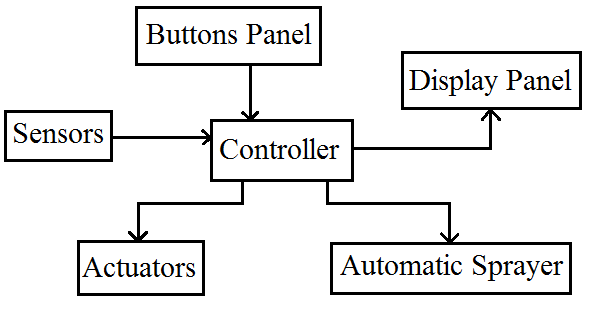 Buttons Panel
Display Panel
Sensors
Controller
Actuators
Automatic Sprayer